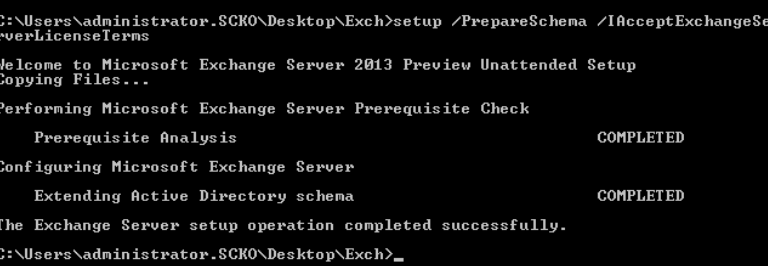 C:\Users\administrator.SCKO\Desktop\Exch>setup /PrepareSchema /IAcceptExchangeSe
rverLicenseTerms
Welcome to Microsoft Exchange Server 2013 Preview Unattended Setup
Copying Files...
Performing Microsoft Exchange Server Prerequisite Check
Prerequisite Analysis COMPLETED
Configuring Microsoft Exchange Server
Extending Active Directory schema COMPLETED
The Exchange Server setup operation completed successfully.
C:\Users\administrator.SCKO\Desktop\Exch>_